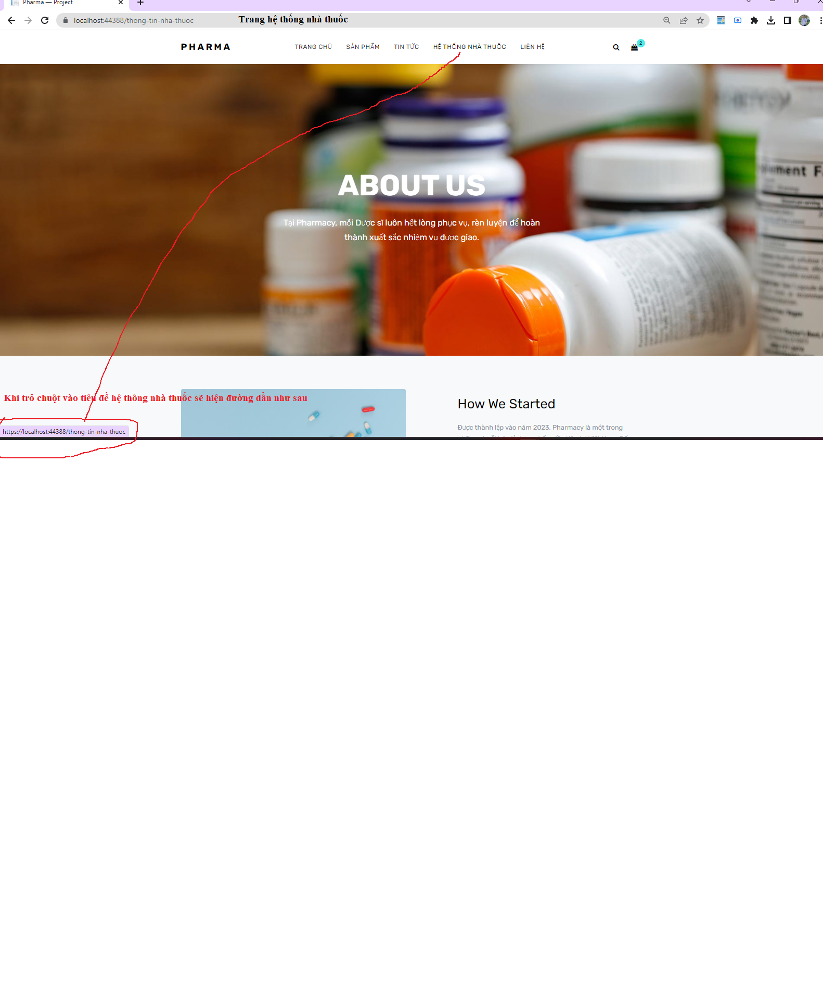 Pharma — Project
localhost:44388/thong-tin-nha-thuoc
Trang hệ thống nhà thuốc
PHARMA
TRANG CHỦ
SẢN PHẨM
TIN TỨC
HỆ THỐNG NHÀ THUỐC
LIÊN HỆ
2
ABOUT US
Tại Pharmacy, mỗi Dược sĩ luôn hết lòng phục vụ, rèn luyện để hoàn
thành xuất sắc nhiệm vụ được giao.
Khi trỏ chuột vào tiêu đề hệ thông nhà thuốc sẽ hiện đường dẫn như sau
How We Started
Được thành lập vào năm 2023, Pharmacy là một trong
https://localhost:44388/thong-tin-nha-thuoc